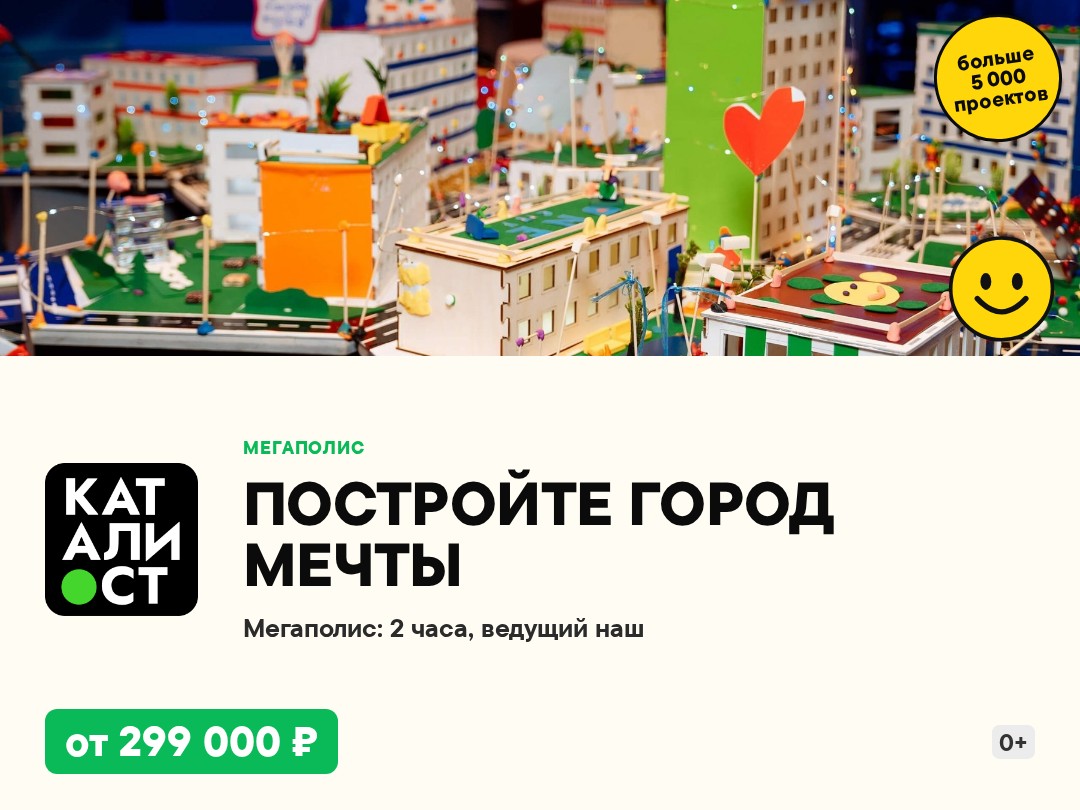 больше
5 000
проектов
МЕГАПОЛИС
КАТ
АЛИ
СТ
ПОСТРОЙТЕ ГОРОД
МЕЧТЫ
Мегаполис: 2 часа, ведущий наш
от 299 000 ₽
0+